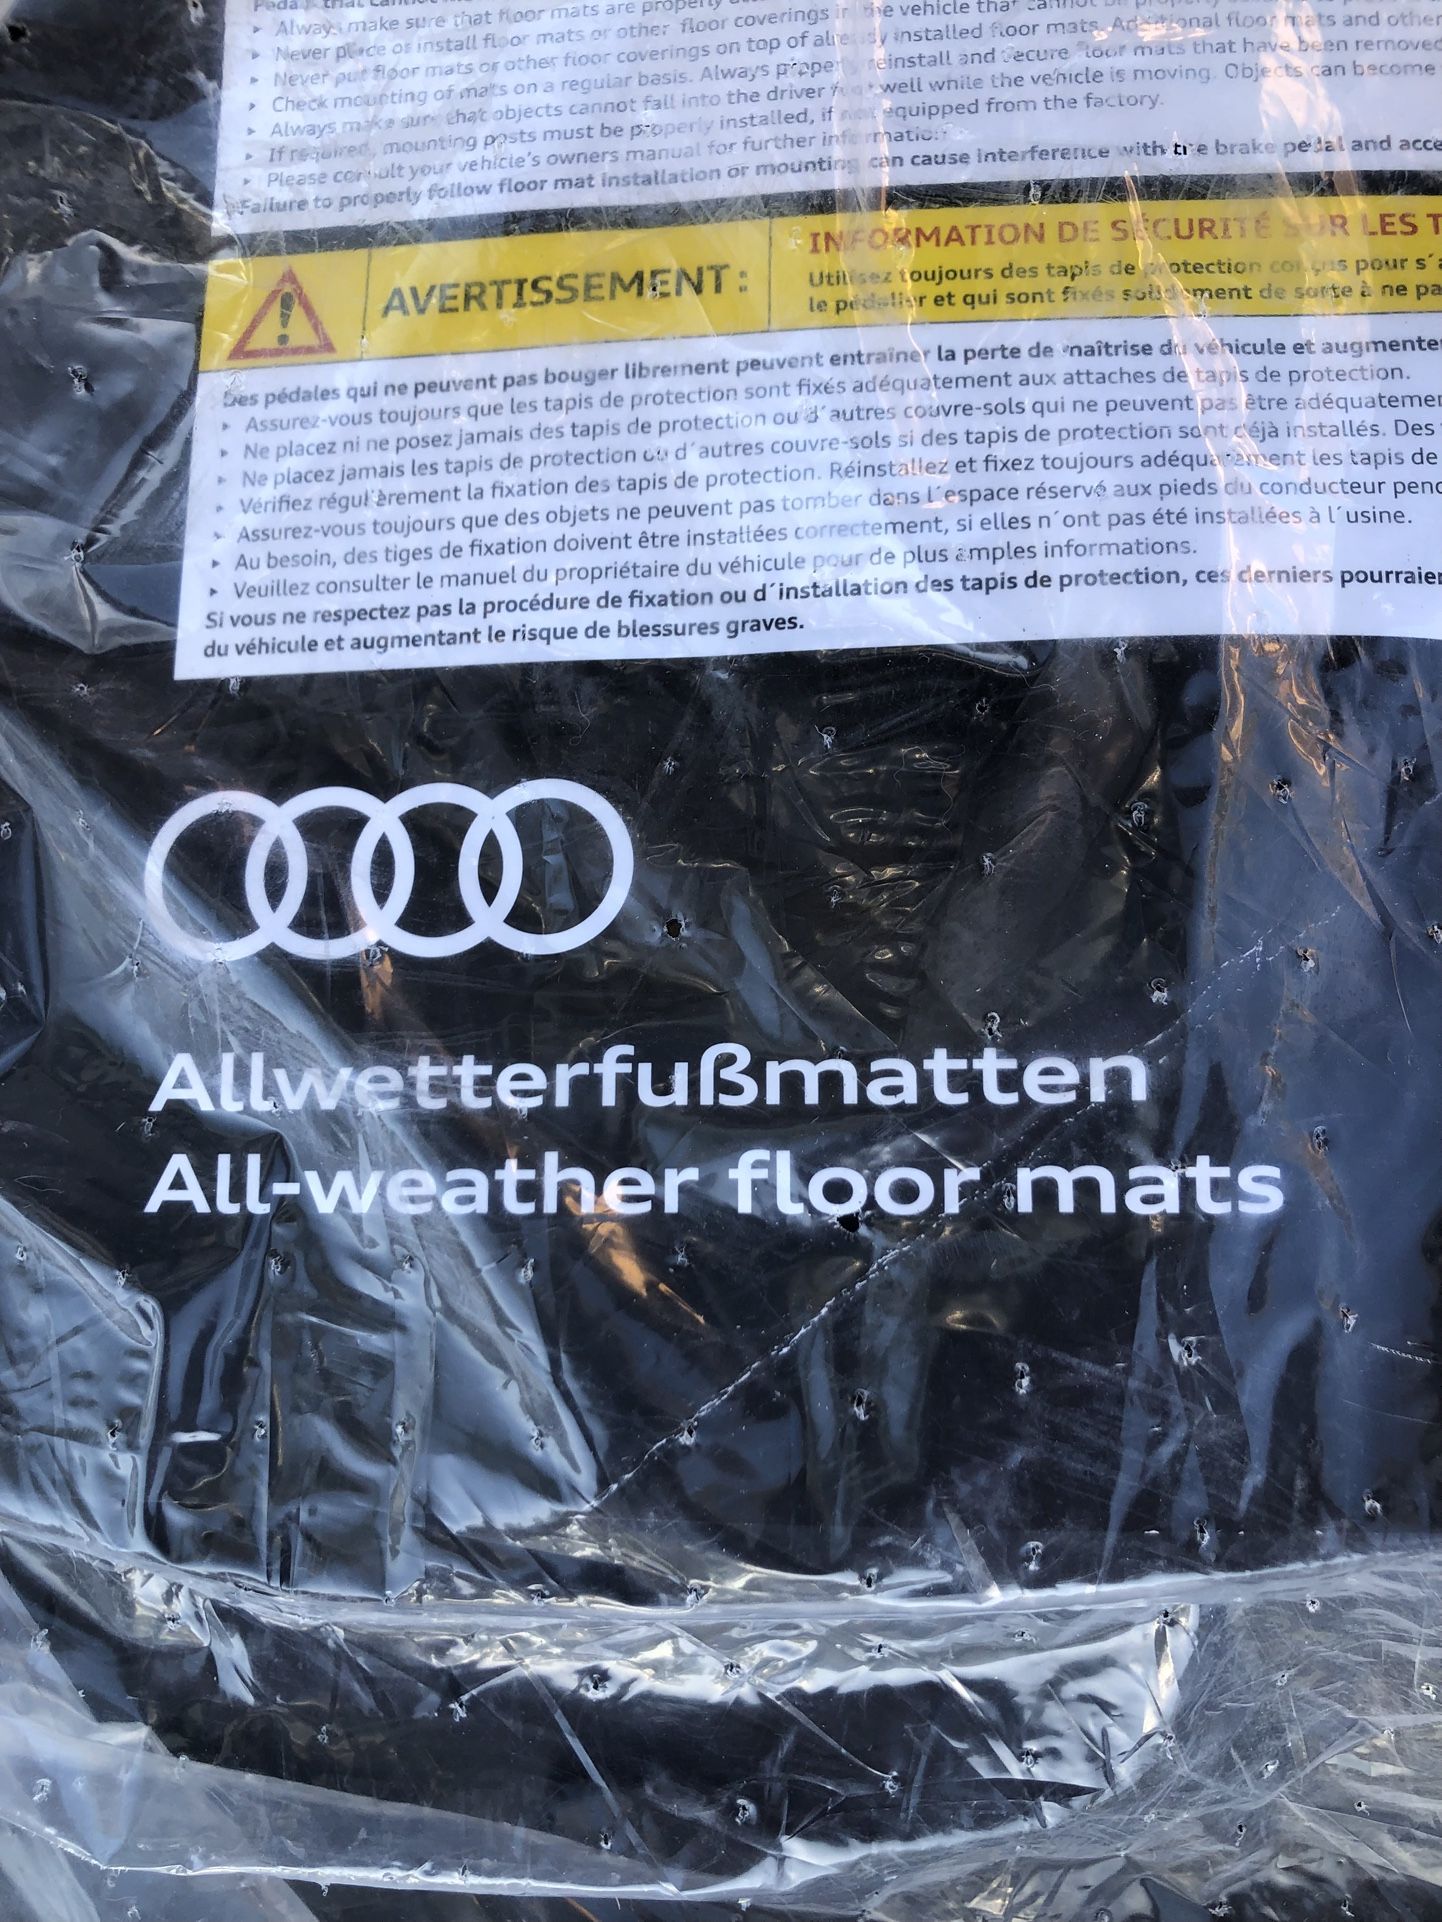 Always make sure that floor mats are properly
Never place or install floor mats or other floor coverings in the vehicle that cannot be
Never put floor mats or other floor coverings on top of already installed floor mats. Additional floor mats and other
Check mounting of mats on a regular basis. Always properly reinstall and secure floor mats that have been removed
Always make sure that objects cannot fall into the driver footwell while the vehicle is moving. Objects can become
If required, mounting posts must be properly installed, if not equipped from the factory.
Please consult your vehicle's owners manual for further information.
Failure to properly follow floor mat installation or mounting can cause interference with the brake pedal and
AVERTISSEMENT :
INFORMATION DE SÉCURITÉ SUR LES
Utilisez toujours des tapis de protection conçus pour
le pédalier et qui sont fixés solidement de sorte à ne
Des pédales qui ne peuvent pas bouger librement peuvent entraîner la perte de maîtrise du véhicule et
Assurez-vous toujours que les tapis de protection sont fixés adéquatement aux attaches de tapis de protection.
Ne placez ni ne posez jamais des tapis de protection ou d´autres couvre-sols qui ne peuvent pas être
Ne placez jamais les tapis de protection ou d´autres couvre-sols si des tapis de protection sont déjà installés. Des
Vérifiez régulièrement la fixation des tapis de protection. Réinstallez et fixez toujours adéquatement les tapis de
Assurez-vous toujours que des objets ne peuvent pas tomber dans l´espace réservé aux pieds du conducteur
Au besoin, des tiges de fixation doivent être installées correctement, si elles n´ont pas été installées à l´usine.
Veuillez consulter le manuel du propriétaire du véhicule pour de plus amples informations.
Si vous ne respectez pas la procédure de fixation ou d´installation des tapis de protection, ces derniers
du véhicule et augmentant le risque de blessures graves.
Allwetterfußmatten
All-weather floor mats